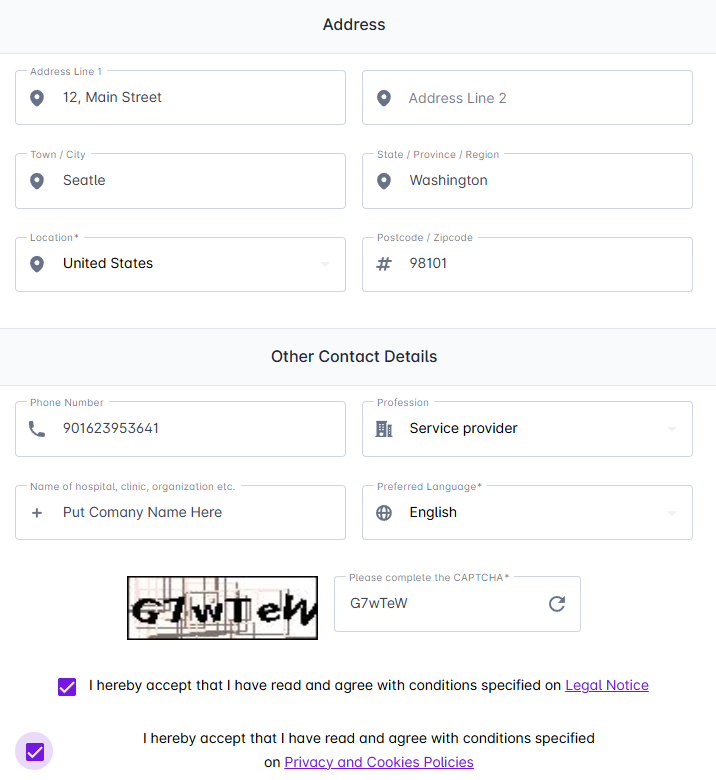 Address
Address Line 1
12, Main Street
Address Line 2
Town / City
Seatle
State / Province / Region
Washington
Location*
United States
Postcode / Zipcode
98101
Other Contact Details
Phone Number
901623953641
Profession
Service provider
Name of hospital, clinic, organization etc.
Put Comany Name Here
Preferred Language*
English
G7wTeW
Please complete the CAPTCHA*
G7wTeW
I hereby accept that I have read and agree with conditions specified on Legal Notice
I hereby accept that I have read and agree with conditions specified
on Privacy and Cookies Policies